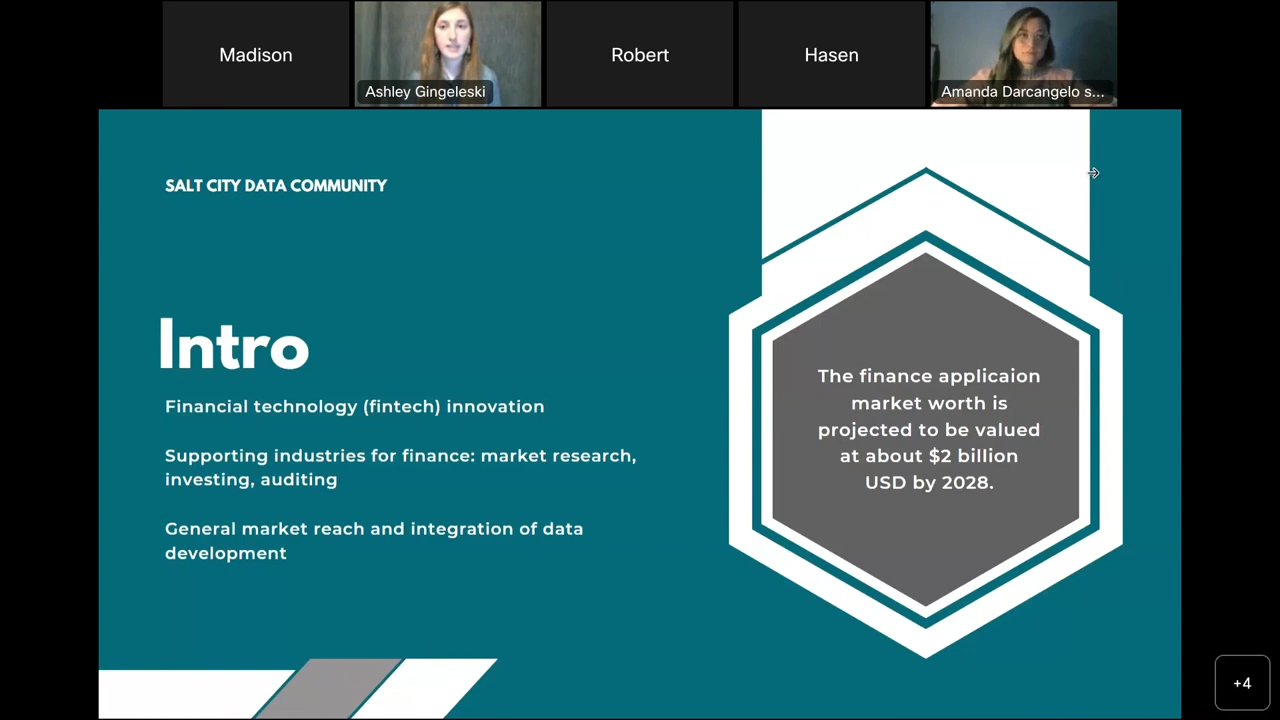 Madison
Ashley Gingeleski
Robert
Hasen
Amanda Darcangelo s...
SALT CITY DATA COMMUNITY
Intro
Financial technology (fintech) innovation
Supporting industries for finance: market research,
investing, auditing
General market reach and integration of data
development
The finance applicaion
market worth is
projected to be valued
at about $2 billion
USD by 2028.
+4